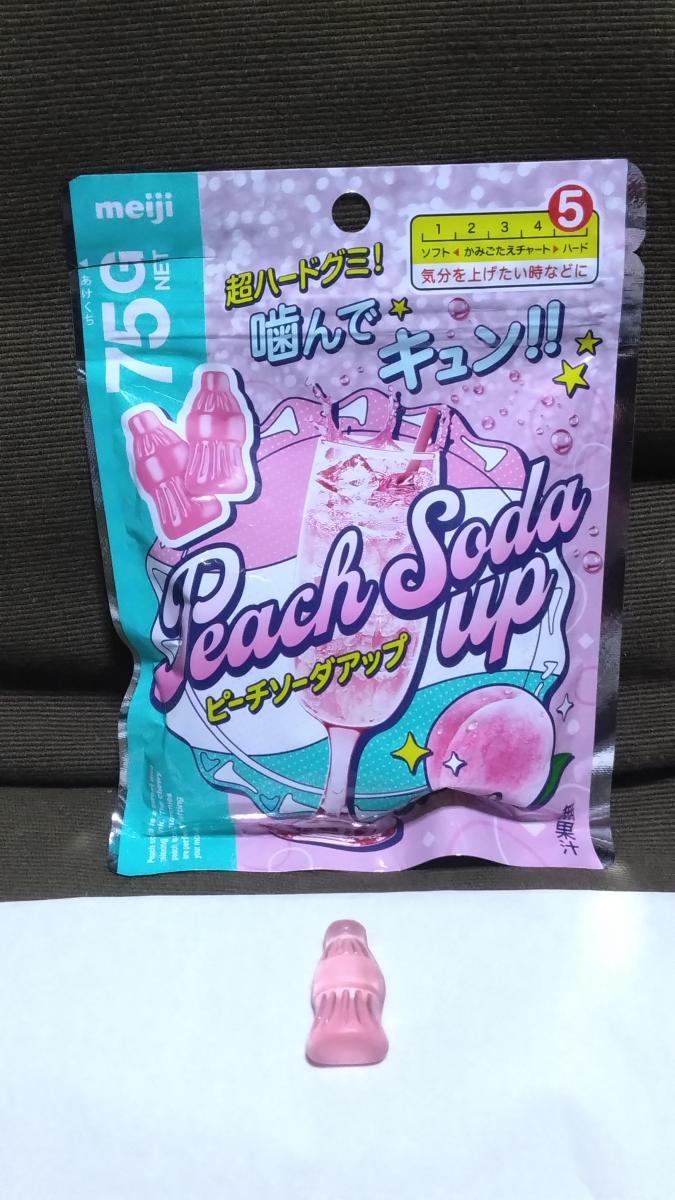 meiji
75G NET
▲あけくち
1 2 3 4 5
ソフト ◀ かみごたえチャート ▶ ハード
気分を上げたい時などに
超ハードグミ!
噛んで
キュン!!
Peach Soda
up
ピーチソーダアップ
無果汁